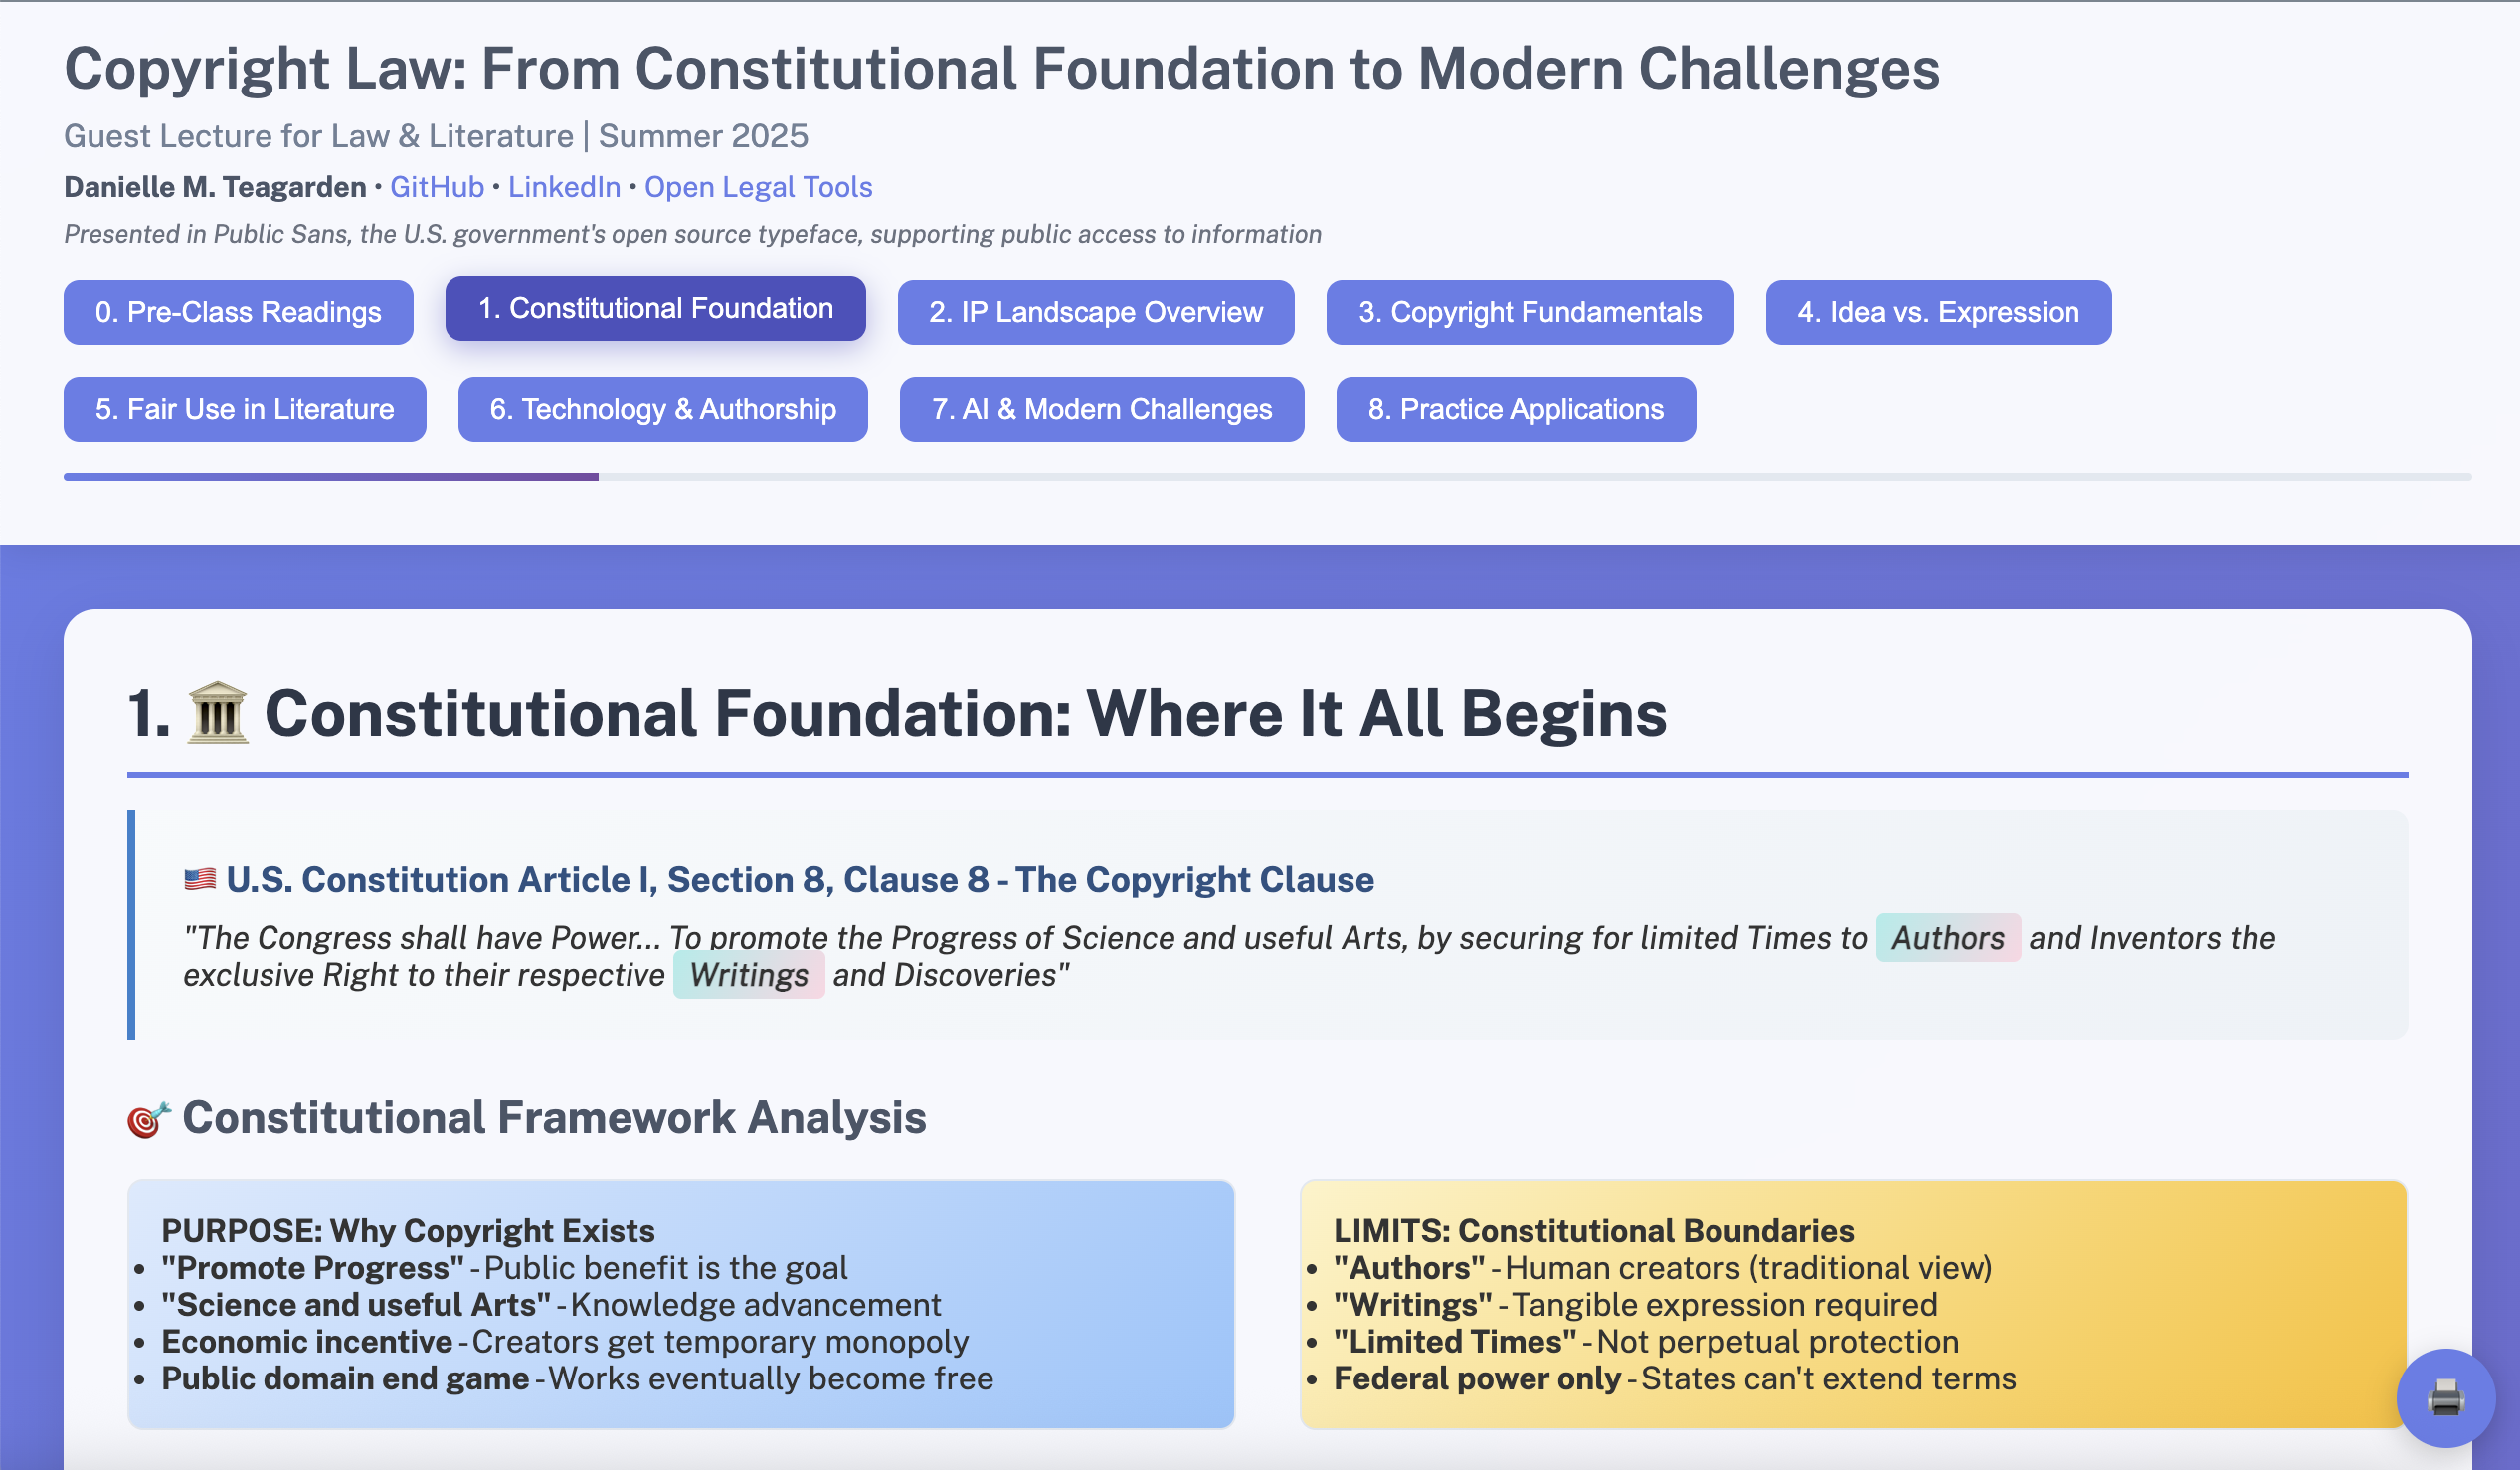 Copyright Law: From Constitutional Foundation to Modern Challenges
Guest Lecture for Law & Literature | Summer 2025
Danielle M. Teagarden • GitHub • LinkedIn • Open Legal Tools
Presented in Public Sans, the U.S. government's open source typeface, supporting public access to information
0. Pre-Class Readings
1. Constitutional Foundation
2. IP Landscape Overview
3. Copyright Fundamentals
4. Idea vs. Expression
5. Fair Use in Literature
6. Technology & Authorship
7. AI & Modern Challenges
8. Practice Applications
1. 🏛️ Constitutional Foundation: Where It All Begins
🇺🇸 U.S. Constitution Article I, Section 8, Clause 8 - The Copyright Clause
"The Congress shall have Power... To promote the Progress of Science and useful Arts, by securing for limited Times to Authors and Inventors the
exclusive Right to their respective Writings and Discoveries"
🎯 Constitutional Framework Analysis
PURPOSE: Why Copyright Exists
• "Promote Progress" - Public benefit is the goal
• "Science and useful Arts" - Knowledge advancement
• Economic incentive - Creators get temporary monopoly
• Public domain end game - Works eventually become free
LIMITS: Constitutional Boundaries
• "Authors" - Human creators (traditional view)
• "Writings" - Tangible expression required
• "Limited Times" - Not perpetual protection
• Federal power only - States can't extend terms